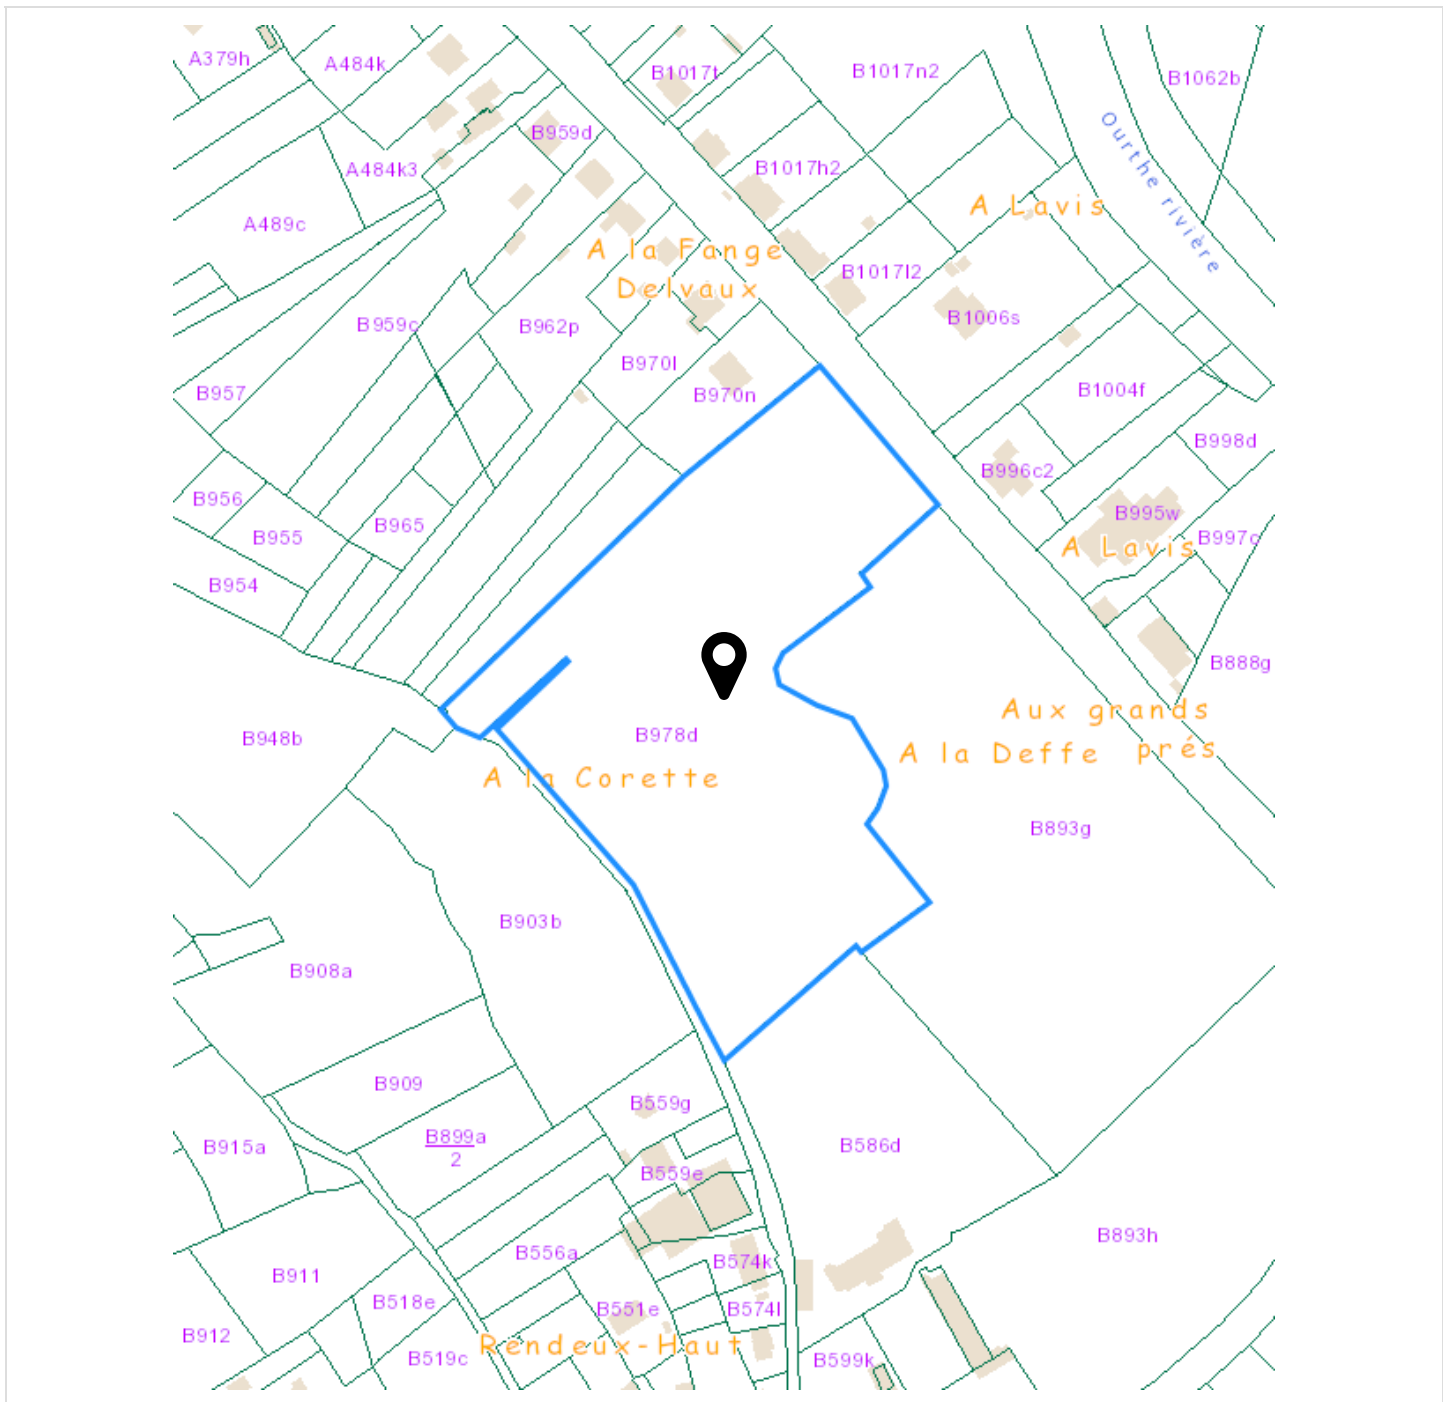 A379h
A484k
B1017t
B1017n2
B1062b
B959d
A484k3
B1017h2
Ourthe rivière
A Lavis
A489c
A la Fange
Delvaux
B1017l2
B959c
B962p
B1006s
B970l
B970n
B957
B1004f
B998d
B996c2
B956
B965
B995w
B955
A Lavis
B997c
B954
B888g
Aux grands
prés
B948b
B978d
A la Deffe
A la Corette
B893g
B903b
B908a
B909
B559g
B899a
2
B915a
B586d
B559e
B893h
B556a
B574k
B911
B518e
B551e
B574l
B912
Rendeux-Haut
B519c
B599k